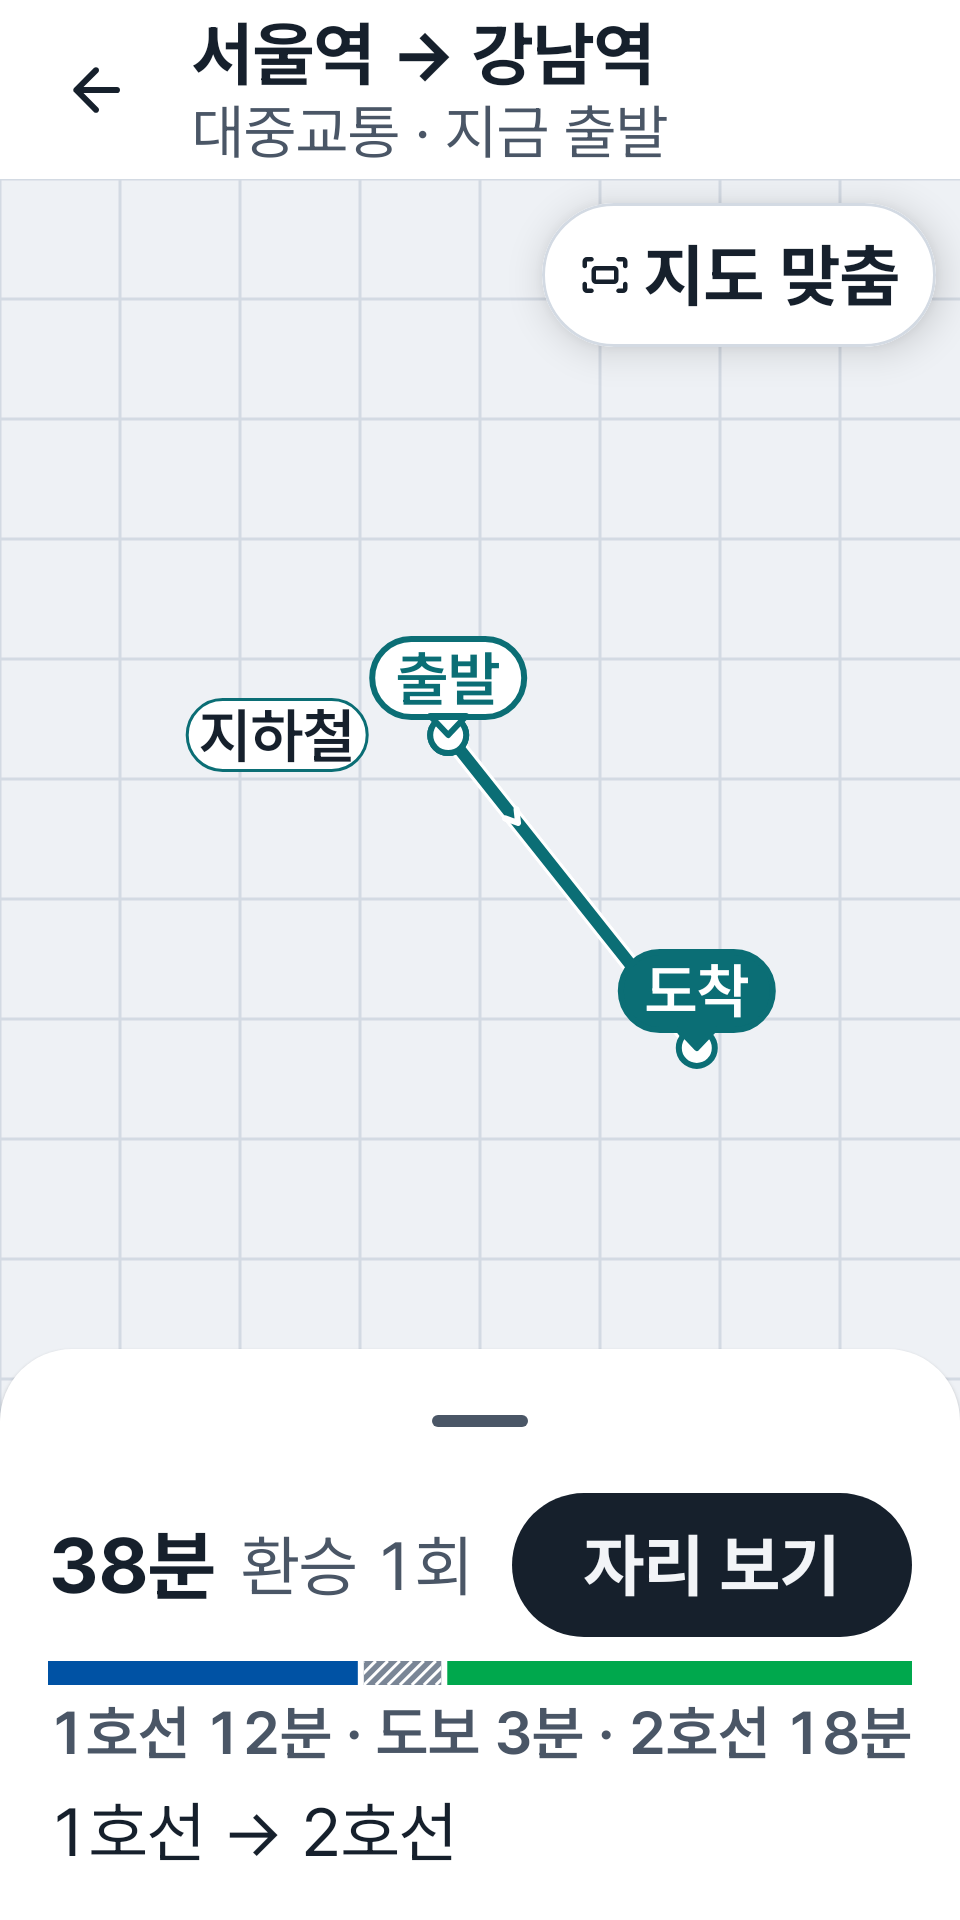 서울역 → 강남역
대중교통 · 지금 출발
지도 맞춤
출발
지하철
도착
38분 환승 1회
자리 보기
1호선 12분 · 도보 3분 · 2호선 18분
1호선 → 2호선